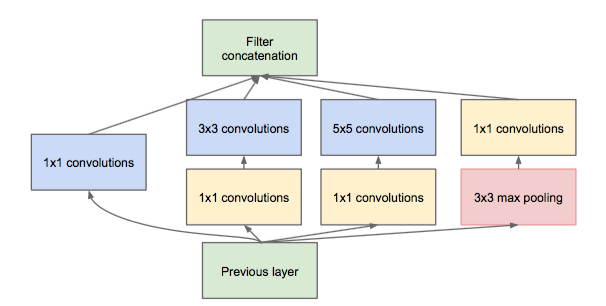 Filter
concatenation
3x3 convolutions
5x5 convolutions
1x1 convolutions
1x1 convolutions
1x1 convolutions
1x1 convolutions
3x3 max pooling
Previous layer